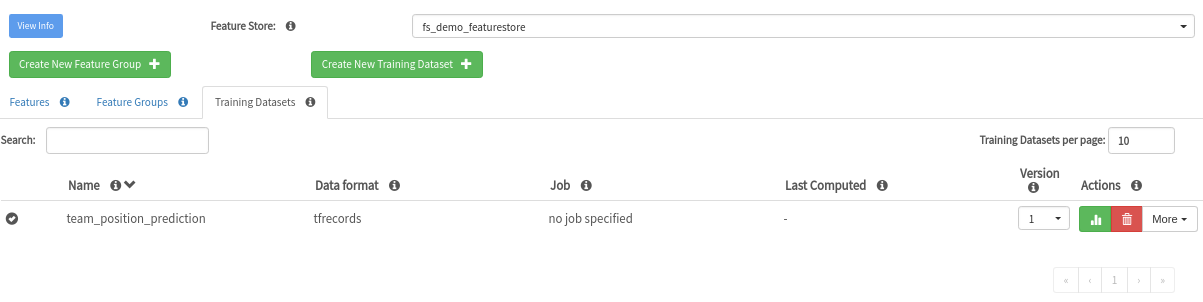 View Info Feature Store: fs_demo_featurestore
Create New Feature Group Create New Training Dataset
Features Feature Groups Training Datasets
Search: Training Datasets per page: 10
Name Data format Job Last Computed Version Actions
team_position_prediction tfrecords no job specified - 1 More
« ‹ 1 › »